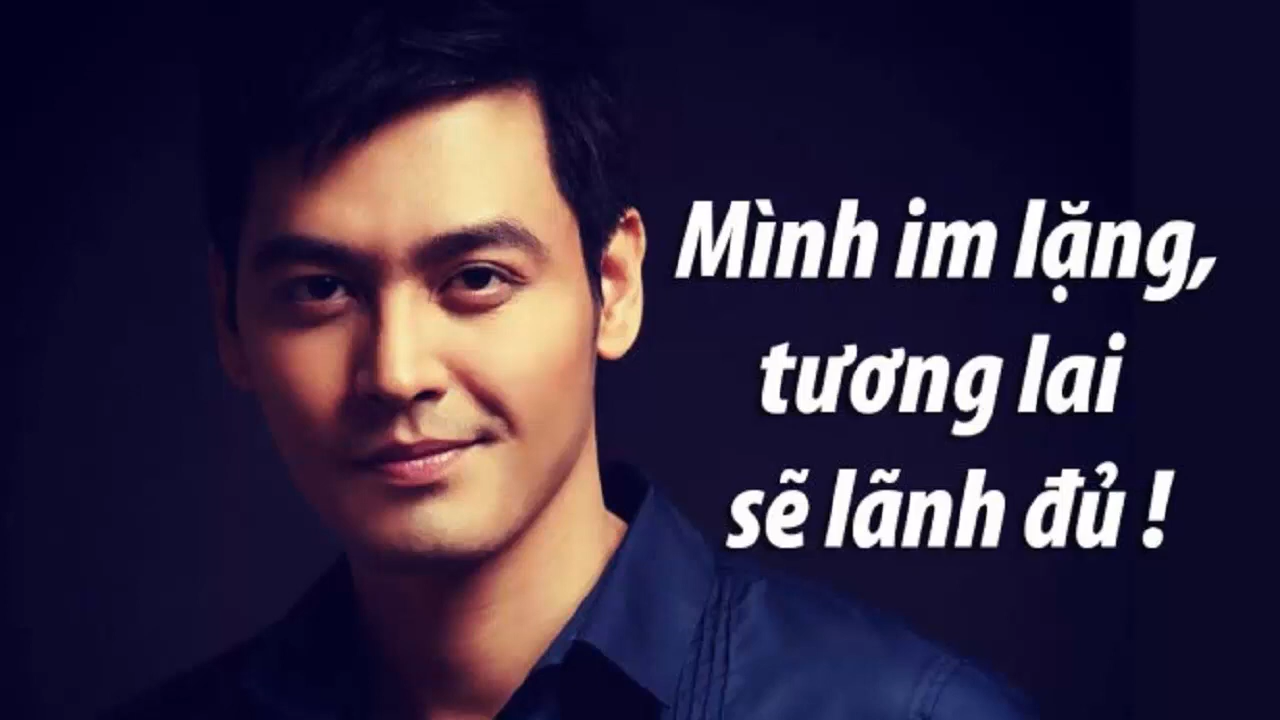 Mình im lặng,
tương lai
sẽ lãnh đủ !